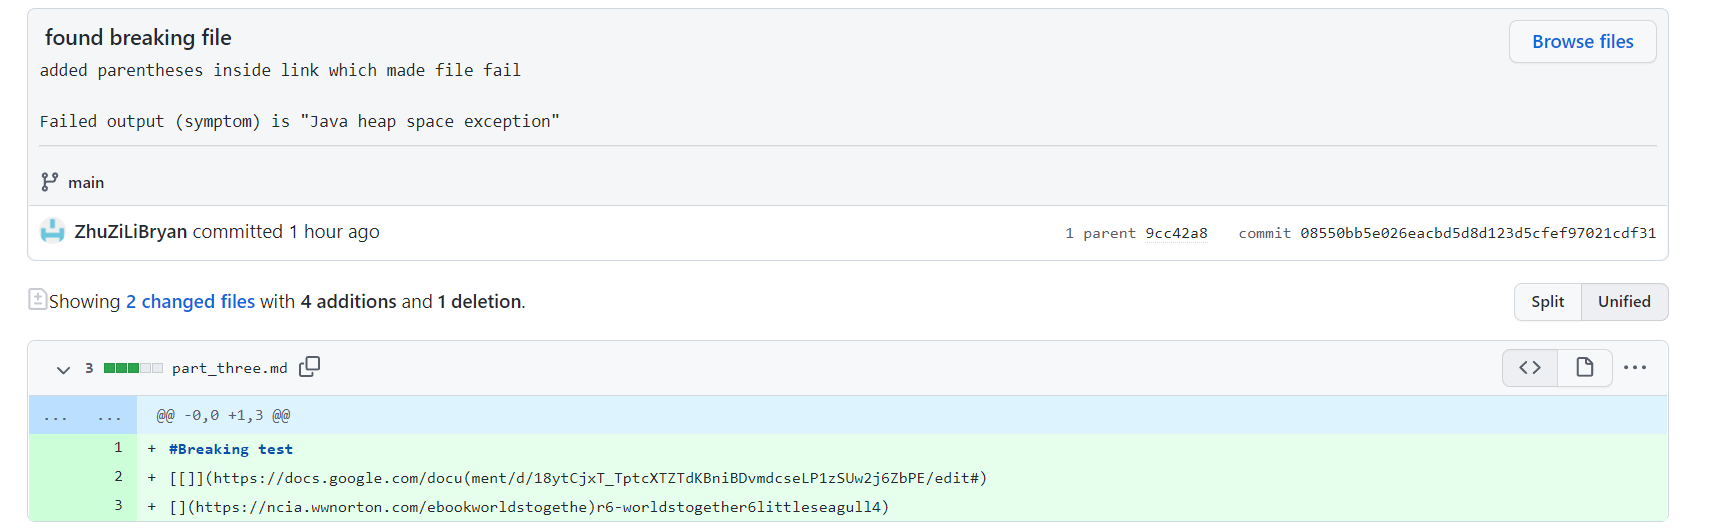 found breaking file
Browse files
added parentheses inside link which made file fail
Failed output (symptom) is "Java heap space exception"
main
ZhuZiLiBryan committed 1 hour ago
1 parent 9cc42a8 commit 08550bb5e026eacbd5d8d123d5cfef97021cdf31
Showing 2 changed files with 4 additions and 1 deletion.
Split Unified
3 part_three.md
... ... @@ -0,0 +1,3 @@
1 + #Breaking test
2 + [[]](https://docs.google.com/docu(ment/d/18ytCjxT_TptcXTZTdKBniBDvmdcseLP1zSUw2j6ZbPE/edit#)
3 + [](https://ncia.wwnorton.com/ebookworldstogethe)r6-worldstogether6littleseagull4)